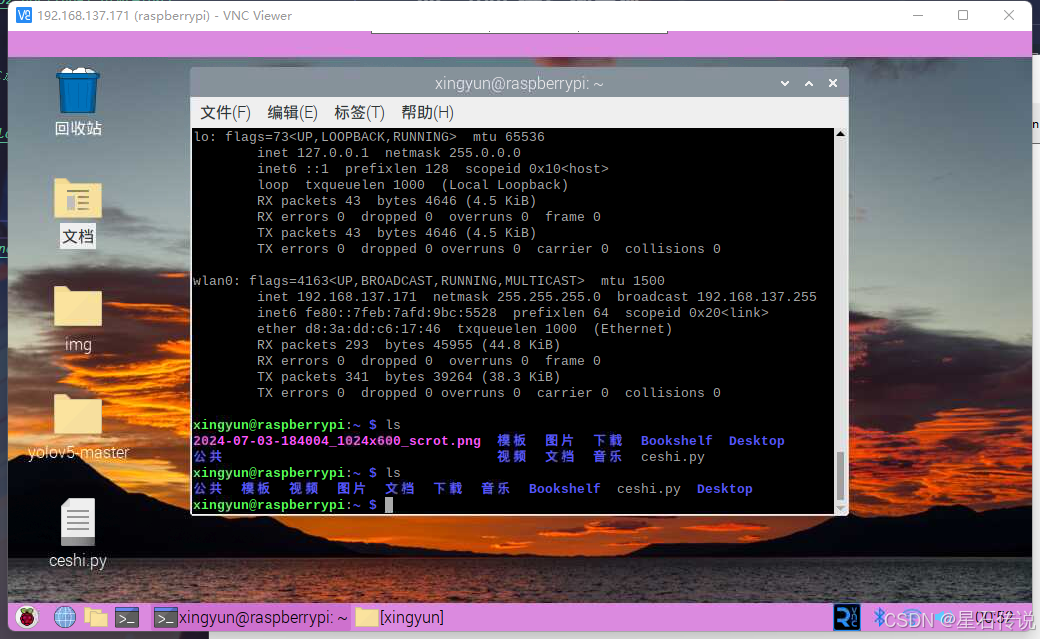 192.168.137.171 (raspberrypi) - VNC Viewer
回收站
文档
img
yolov5-master
ceshi.py
xingyun@raspberrypi: ~
文件(F) 编辑(E) 标签(T) 帮助(H)
lo: flags=73<UP,LOOPBACK,RUNNING> mtu 65536
inet 127.0.0.1 netmask 255.0.0.0
inet6 ::1 prefixlen 128 scopeid 0x10<host>
loop txqueuelen 1000 (Local Loopback)
RX packets 43 bytes 4646 (4.5 KiB)
RX errors 0 dropped 0 overruns 0 frame 0
TX packets 43 bytes 4646 (4.5 KiB)
TX errors 0 dropped 0 overruns 0 carrier 0 collisions 0
wlan0: flags=4163<UP,BROADCAST,RUNNING,MULTICAST> mtu 1500
inet 192.168.137.171 netmask 255.255.255.0 broadcast 192.168.137.255
inet6 fe80::7feb:7afd:9bc:5528 prefixlen 64 scopeid 0x20<link>
ether d8:3a:dd:c6:17:46 txqueuelen 1000 (Ethernet)
RX packets 293 bytes 45955 (44.8 KiB)
RX errors 0 dropped 0 overruns 0 frame 0
TX packets 341 bytes 39264 (38.3 KiB)
TX errors 0 dropped 0 overruns 0 carrier 0 collisions 0
xingyun@raspberrypi:~ $ ls
2024-07-03-184004_1024x600_scrot.png 模板 图片 下载 Bookshelf Desktop
公共 视频 文档 音乐 ceshi.py
xingyun@raspberrypi:~ $ ls
公共 模板 视频 图片 文档 下载 音乐 Bookshelf ceshi.py Desktop
xingyun@raspberrypi:~ $
xingyun@raspberrypi: ~ [xingyun]
CSDN @星石传说